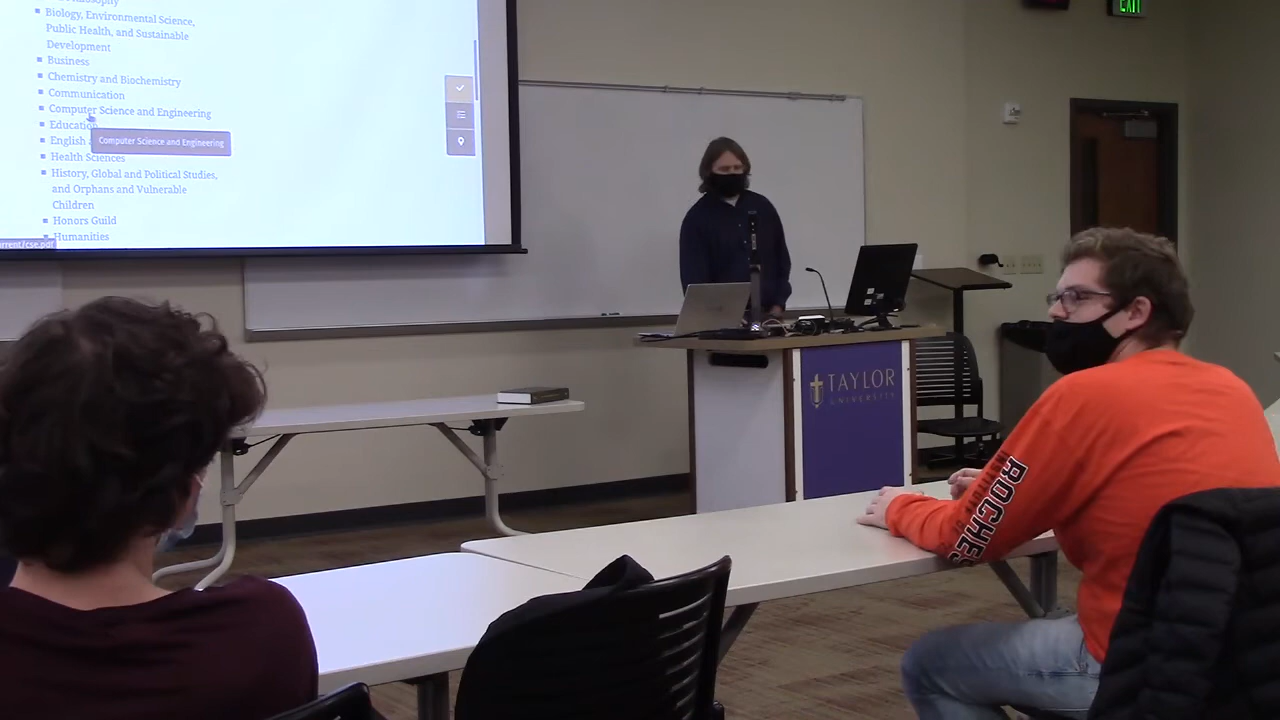 Biology, Environmental Science,
Public Health, and Sustainable
Development
Business
Chemistry and Biochemistry
Communication
Computer Science and Engineering
Education
English
Computer Science and Engineering
Health Sciences
History, Global and Political Studies,
and Orphans and Vulnerable
Children
Honors Guild
Humanities
rrent/cse.pdf
EXIT
TAYLOR
UNIVERSITY
ROCHES